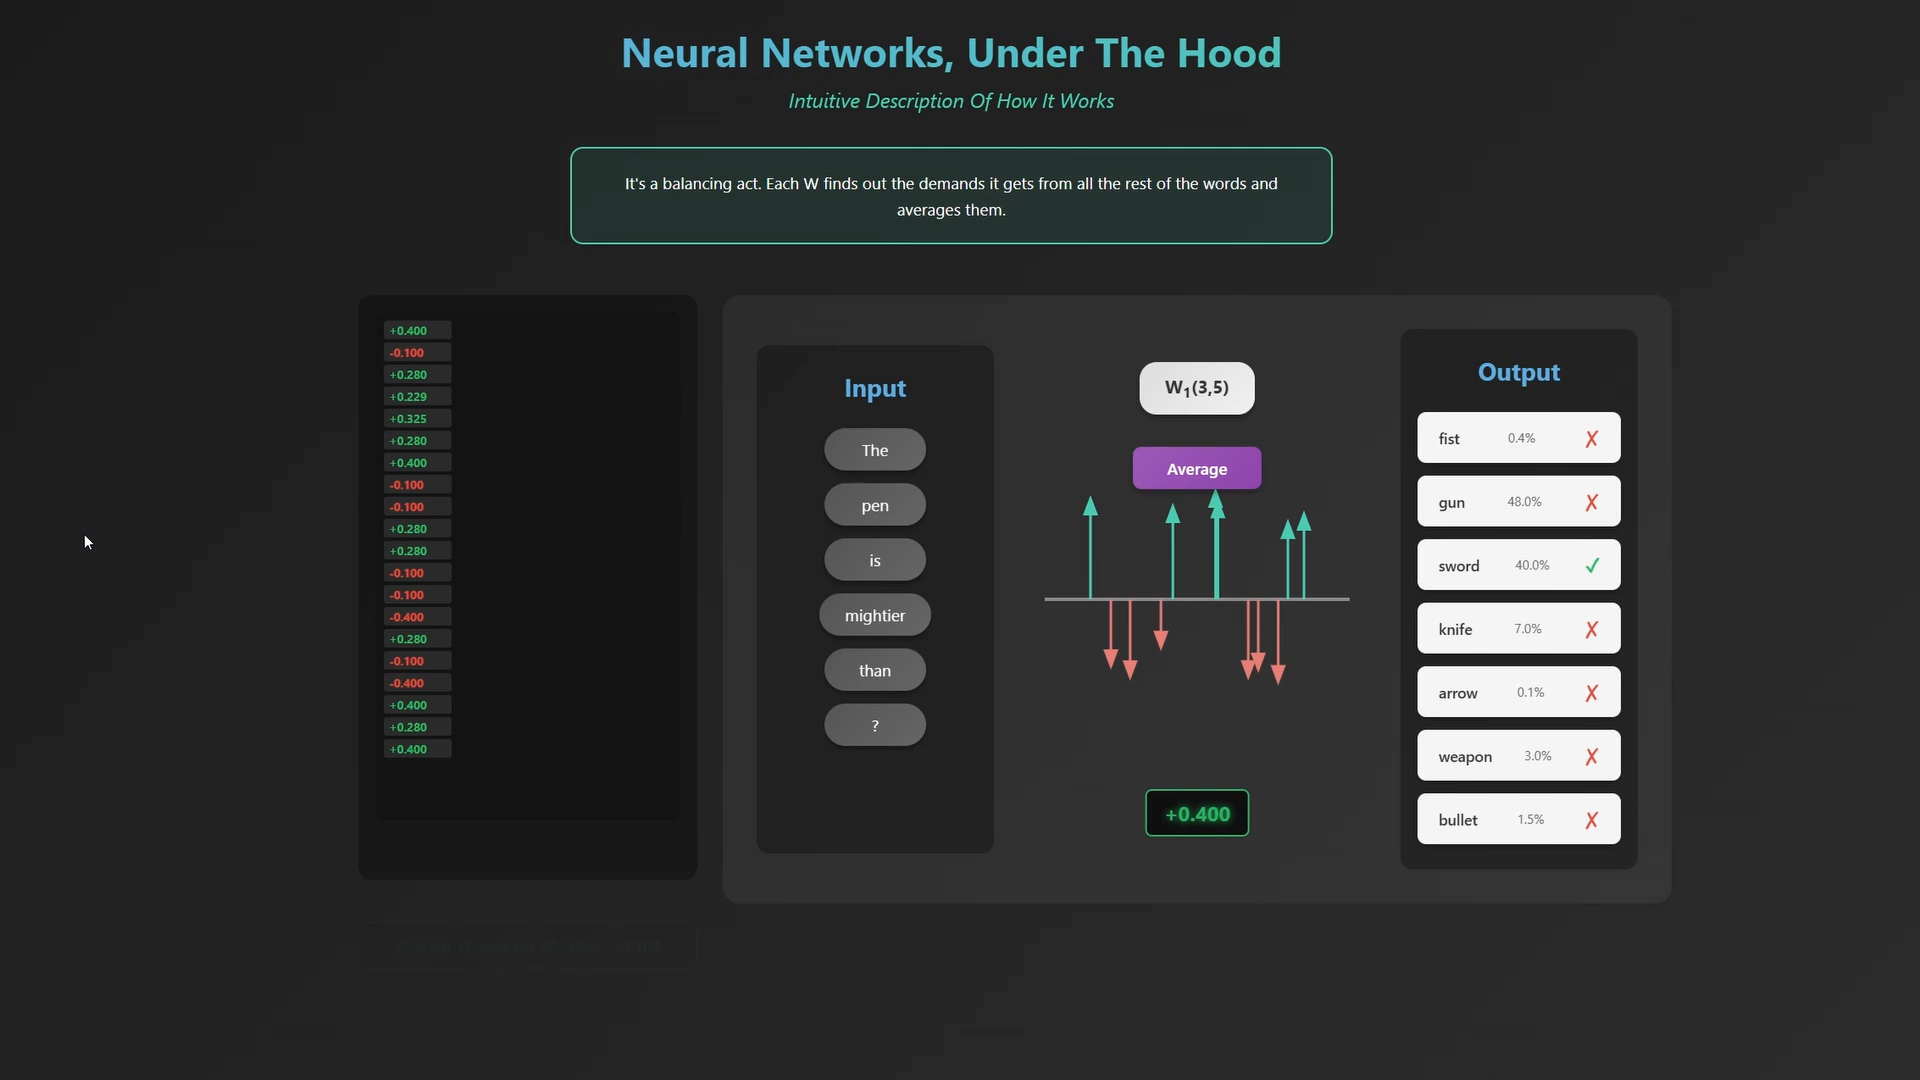 Neural Networks, Under The Hood
Intuitive Description Of How It Works
It's a balancing act. Each W finds out the demands it gets from all the rest of the words and
averages them.
+0.400
-0.100
+0.280
+0.229
+0.325
+0.280
+0.400
-0.100
-0.100
+0.280
+0.280
-0.100
-0.100
-0.400
+0.280
-0.100
-0.400
+0.400
+0.280
+0.400
Input
The
pen
is
mightier
than
?
W₁(3,5)
Average
+0.400
Output
fist 0.4% ✗
gun 48.0% ✗
sword 40.0% ✓
knife 7.0% ✗
arrow 0.1% ✗
weapon 3.0% ✗
bullet 1.5% ✗